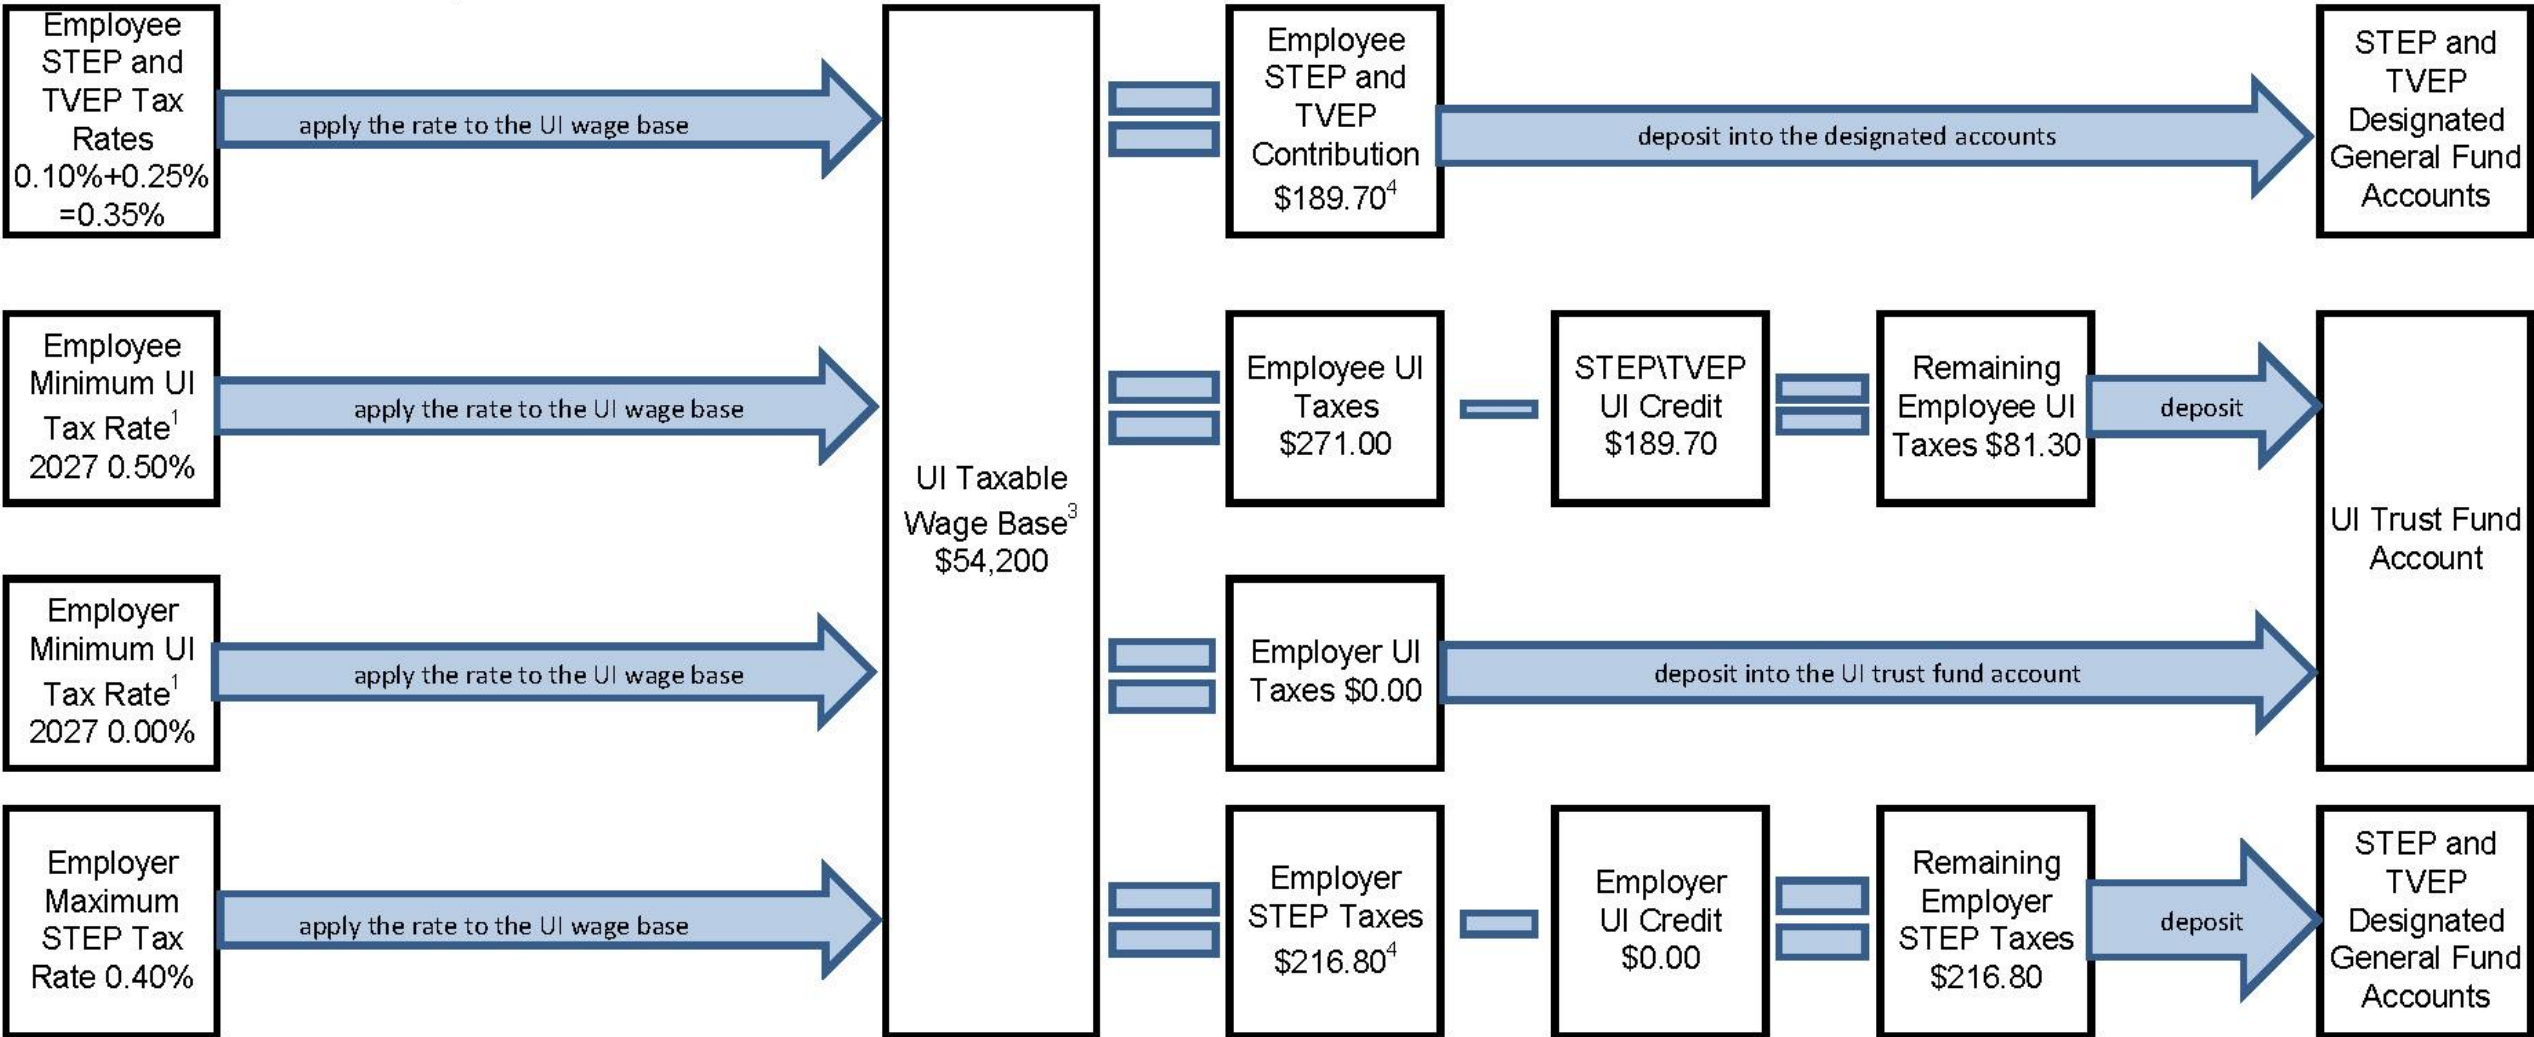 Employee
STEP and
TVEP Tax
Rates
0.10%+0.25%
=0.35%
apply the rate to the UI wage base
Employee
STEP and
TVEP
Contribution
$189.70⁴
deposit into the designated accounts
STEP and
TVEP
Designated
General Fund
Accounts
Employee
Minimum UI
Tax Rate¹
2027 0.50%
apply the rate to the UI wage base
UI Taxable
Wage Base³
$54,200
Employee UI
Taxes
$271.00
STEP\TVEP
UI Credit
$189.70
Remaining
Employee UI
Taxes $81.30
deposit
UI Trust Fund
Account
Employer
Minimum UI
Tax Rate¹
2027 0.00%
apply the rate to the UI wage base
Employer UI
Taxes $0.00
deposit into the UI trust fund account
Employer
Maximum
STEP Tax
Rate 0.40%
apply the rate to the UI wage base
Employer
STEP Taxes
$216.80⁴
Employer
UI Credit
$0.00
Remaining
Employer
STEP Taxes
$216.80
deposit
STEP and
TVEP
Designated
General Fund
Accounts